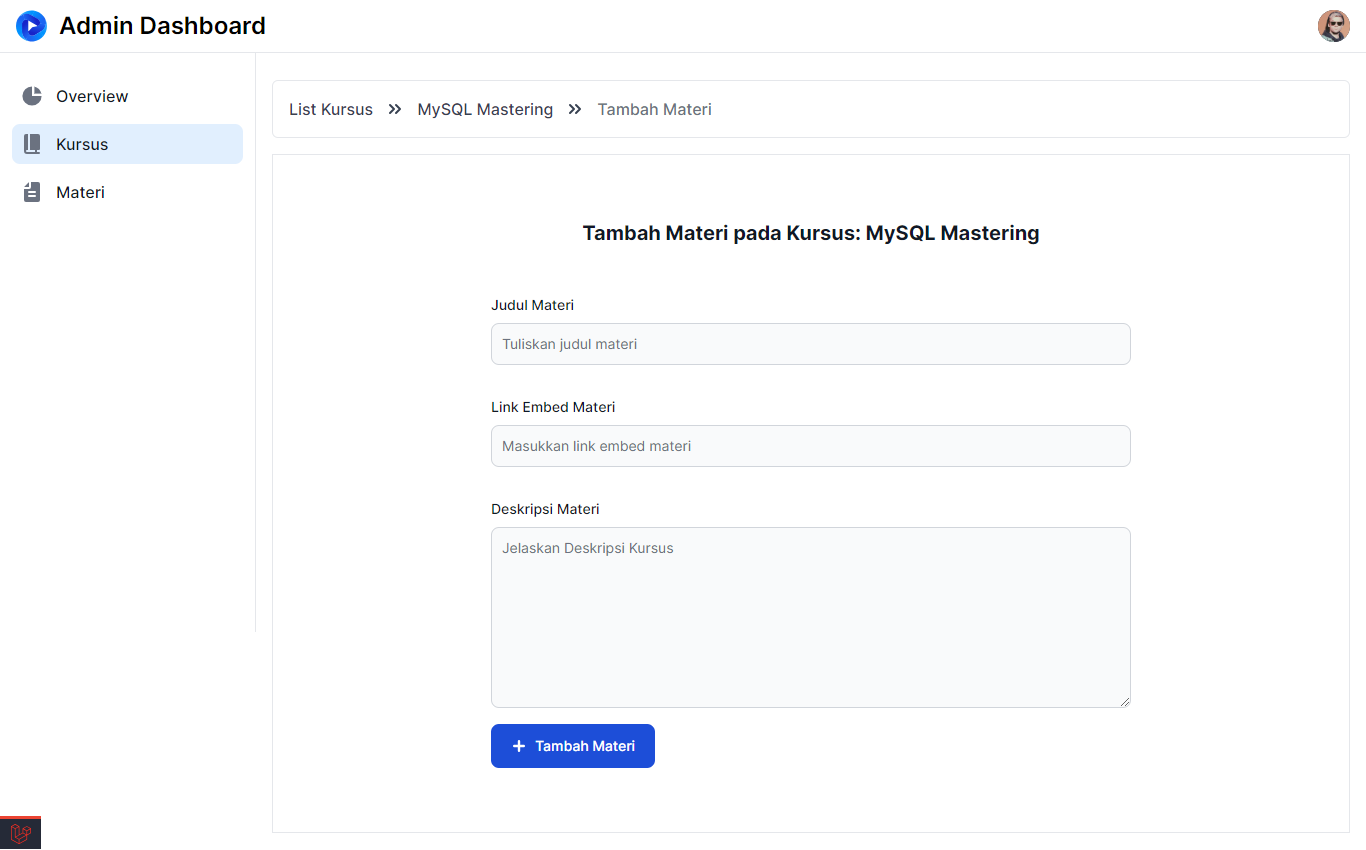 Admin Dashboard
Overview
Kursus
Materi
List Kursus » MySQL Mastering » Tambah Materi
Tambah Materi pada Kursus: MySQL Mastering
Judul Materi
Tuliskan judul materi
Link Embed Materi
Masukkan link embed materi
Deskripsi Materi
Jelaskan Deskripsi Kursus
+ Tambah Materi